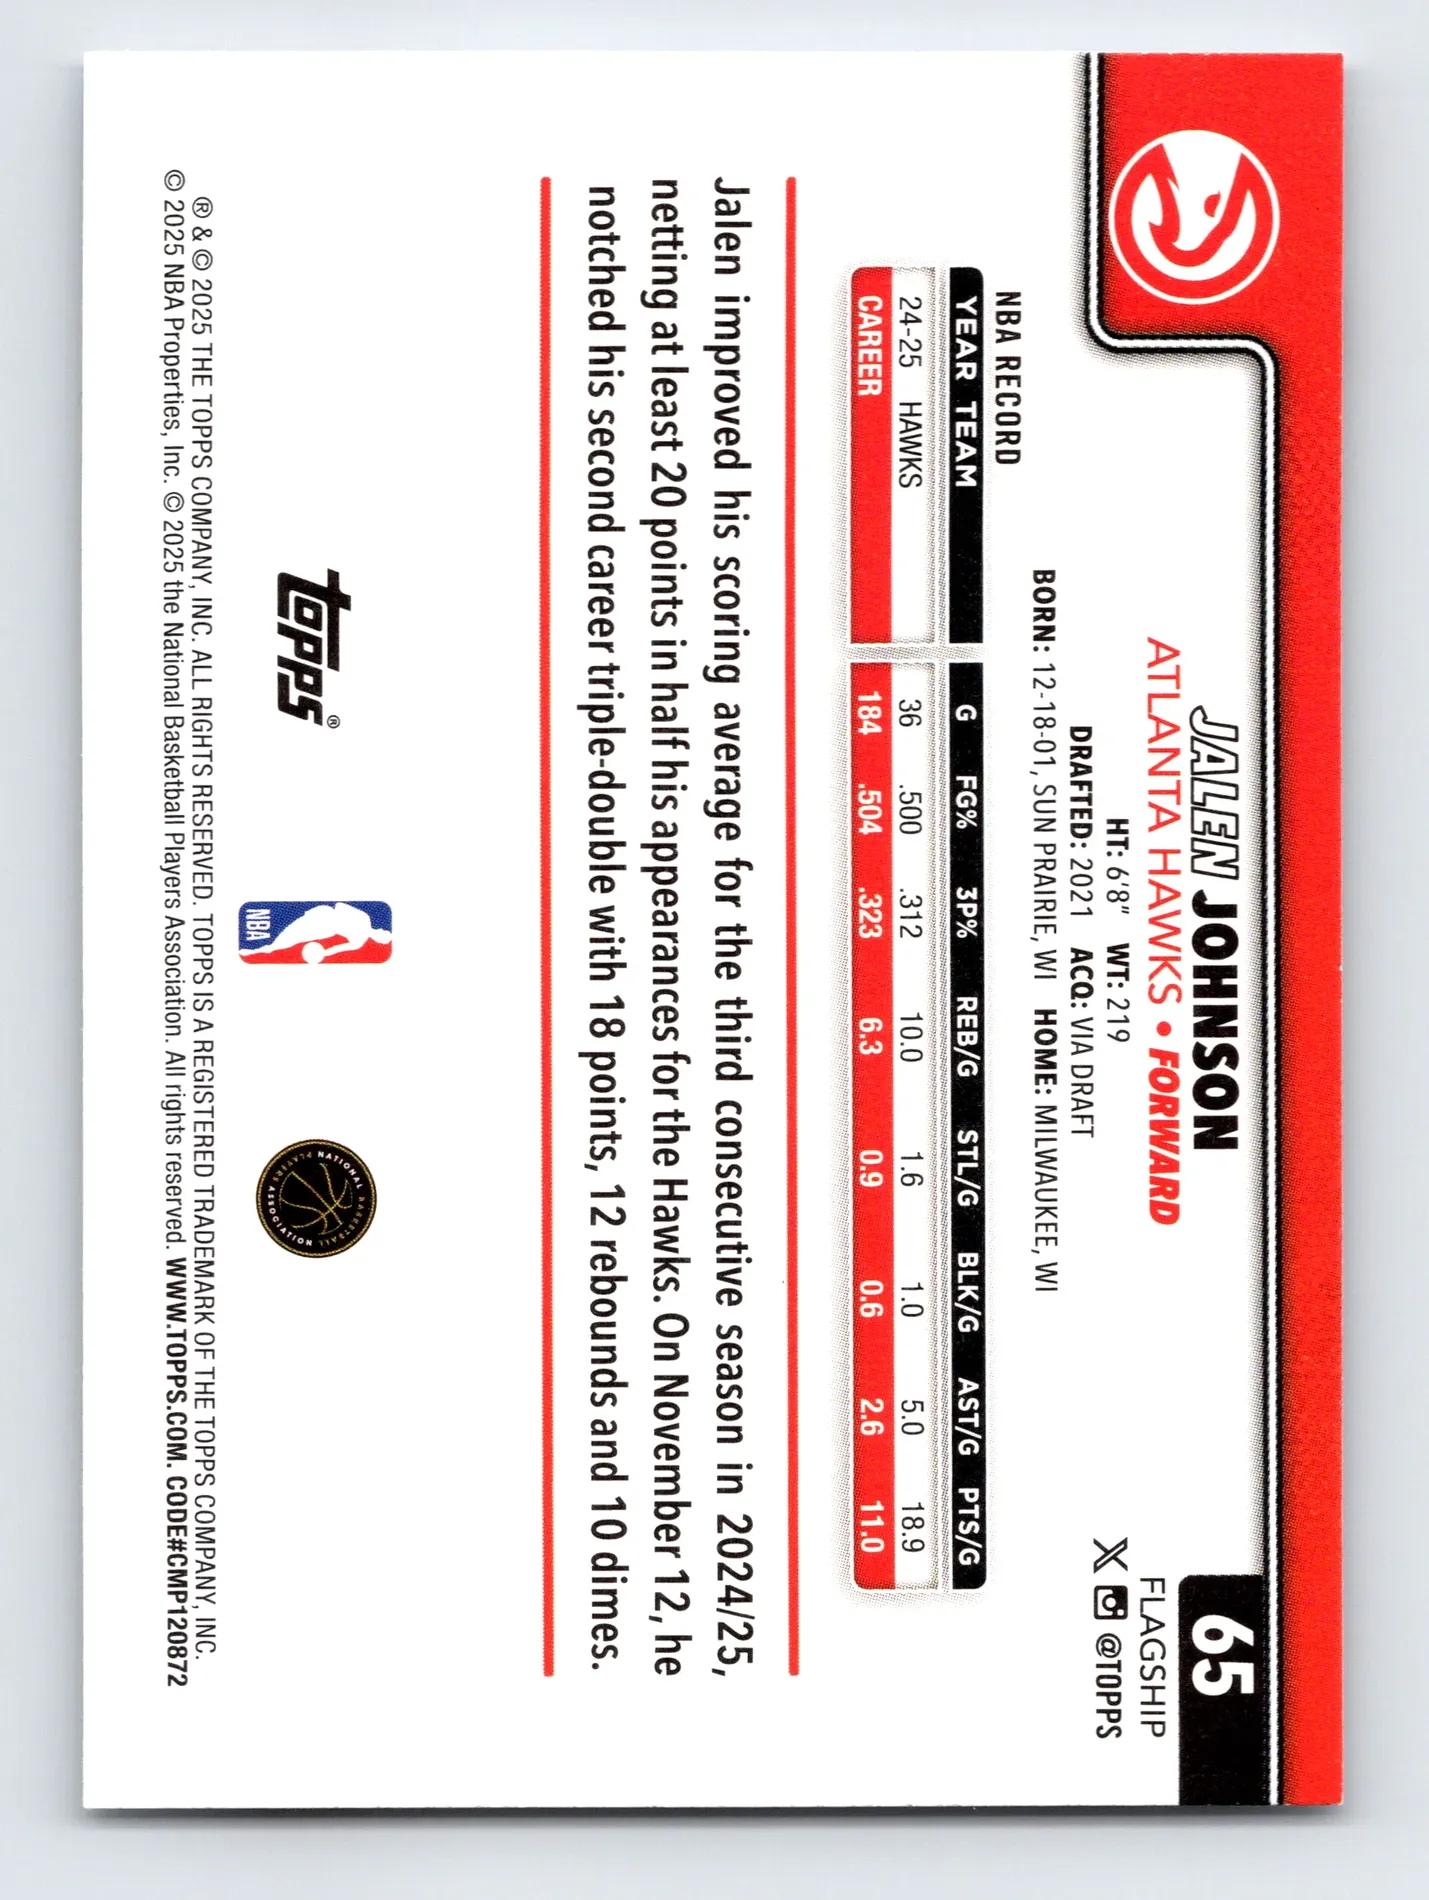 65
JALEN JOHNSON
ATLANTA HAWKS • FORWARD
FLAGSHIP
HT: 6'8" WT: 219
@TOPPS
DRAFTED: 2021 ACQ: VIA DRAFT
BORN: 12-18-01, SUN PRAIRIE, WI HOME: MILWAUKEE, WI
NBA RECORD
YEAR TEAM G FG% 3P% REB/G STL/G BLK/G AST/G PTS/G
24-25 HAWKS 36 .500 .312 10.0 1.6 1.0 5.0 18.9
CAREER 184 .504 .323 6.3 0.9 0.6 2.6 11.0
Jalen improved his scoring average for the third consecutive season in 2024/25,
netting at least 20 points in half his appearances for the Hawks. On November 12, he
notched his second career triple-double with 18 points, 12 rebounds and 10 dimes.
topps®
NBA
NATIONAL BASKETBALL PLAYERS ASSOCIATION
® & © 2025 THE TOPPS COMPANY, INC. ALL RIGHTS RESERVED. TOPPS IS A REGISTERED TRADEMARK OF THE TOPPS COMPANY, INC.
© 2025 NBA Properties, Inc. © 2025 the National Basketball Players Association. All rights reserved. WWW.TOPPS.COM. CODE#CMP120872